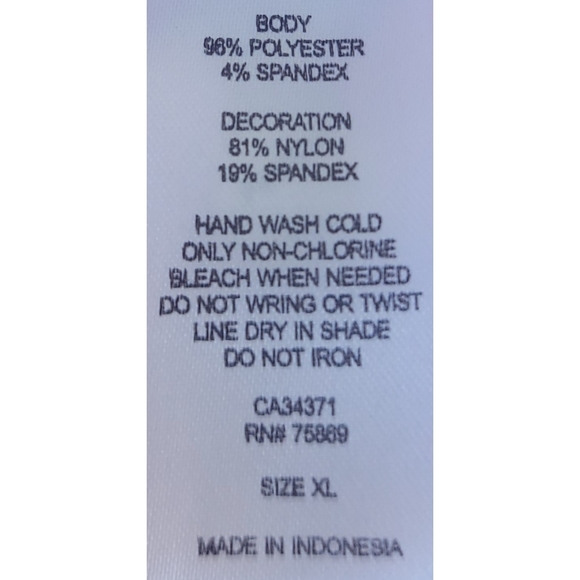 BODY
96% POLYESTER
4% SPANDEX
DECORATION
81% NYLON
19% SPANDEX
HAND WASH COLD
ONLY NON-CHLORINE
BLEACH WHEN NEEDED
DO NOT WRING OR TWIST
LINE DRY IN SHADE
DO NOT IRON
CA34371
RN# 75869
SIZE XL
MADE IN INDONESIA